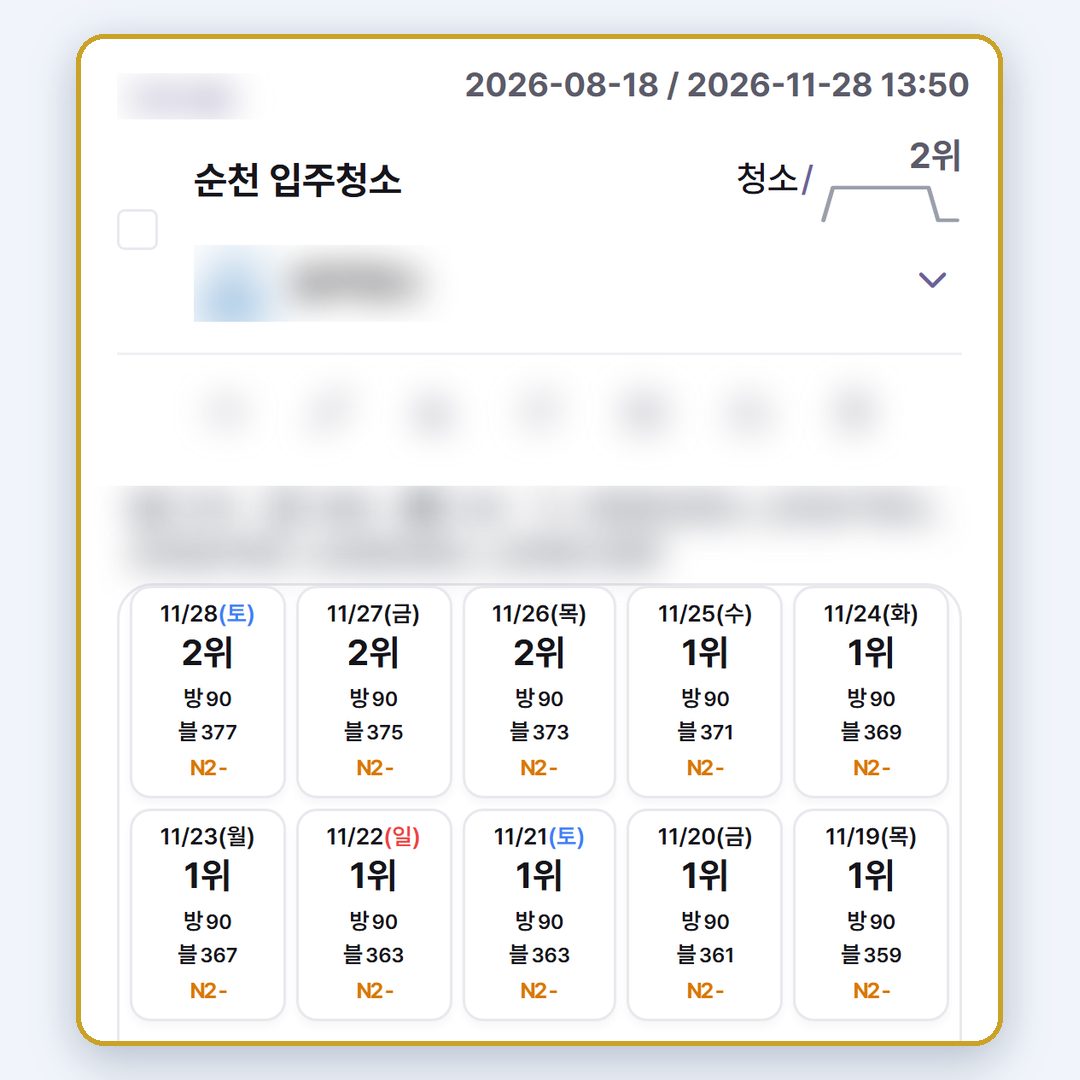 2026-08-18 / 2026-11-28 13:50
2위
순천 입주청소
청소/
11/28(토) 11/27(금) 11/26(목) 11/25(수) 11/24(화)
2위 2위 2위 1위 1위
방90 방90 방90 방90 방90
블377 블375 블373 블371 블369
N2- N2- N2- N2- N2-
11/23(월) 11/22(일) 11/21(토) 11/20(금) 11/19(목)
1위 1위 1위 1위 1위
방90 방90 방90 방90 방90
블367 블363 블363 블361 블359
N2- N2- N2- N2- N2-